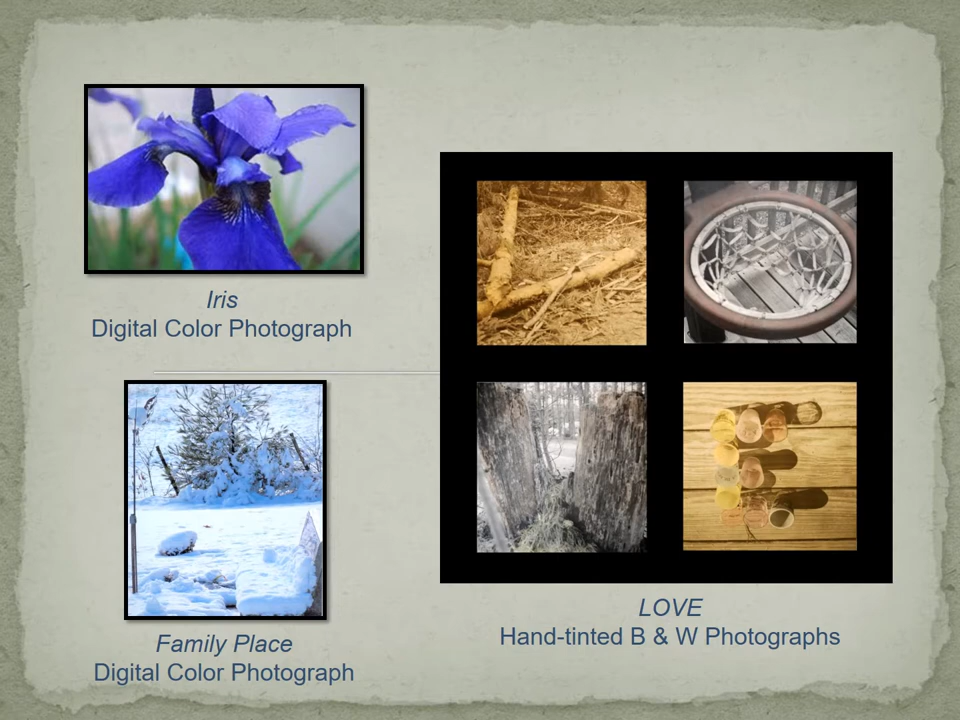 Iris
Digital Color Photograph
Family Place
Digital Color Photograph
LOVE
Hand-tinted B & W Photographs